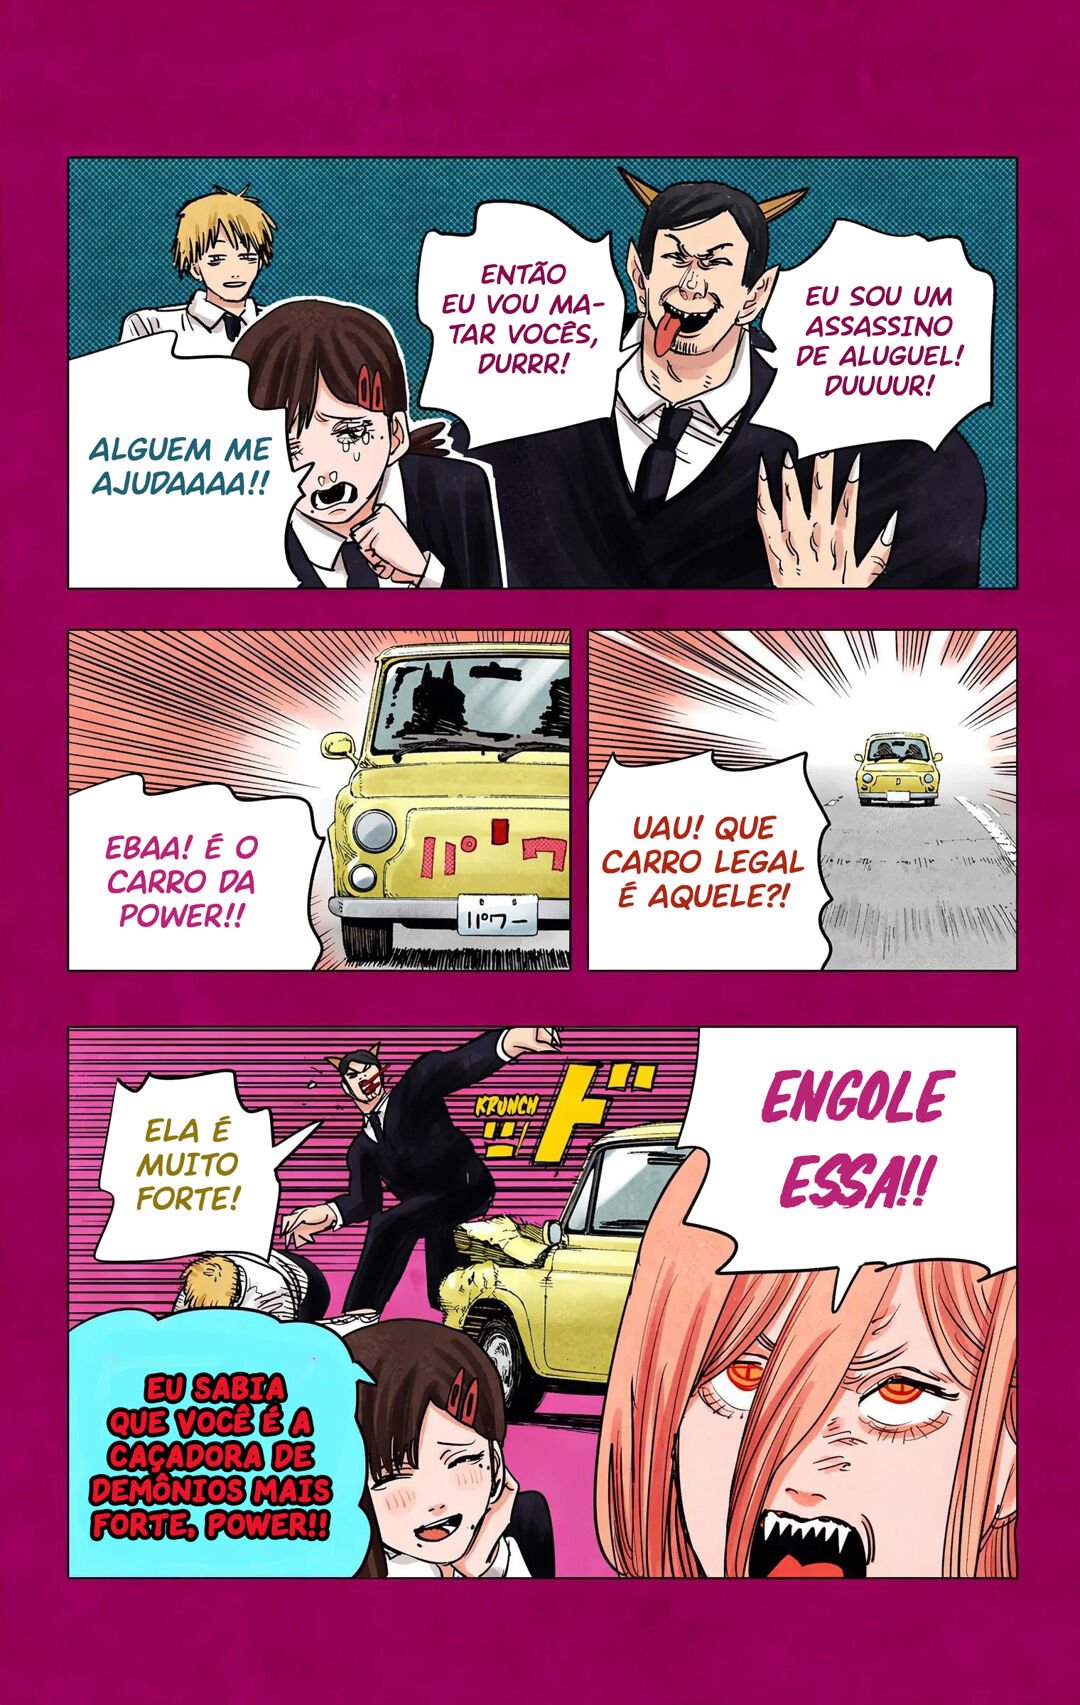 EU SOU UM
ASSASSINO
DE ALUGUEL!
DUUUUR!
ENTÃO
EU VOU MA-
TAR VOCÊS,
DURRR!
ALGUEM ME
AJUDAAAA!!
UAU! QUE
CARRO LEGAL
É AQUELE?!
EBAA! É O
CARRO DA
POWER!!
パワ
パワー
ENGOLE
ESSA!!
KRUNCH
ド
ELA É
MUITO
FORTE!
EU SABIA
QUE VOCÊ É A
CAÇADORA DE
DEMÔNIOS MAIS
FORTE, POWER!!